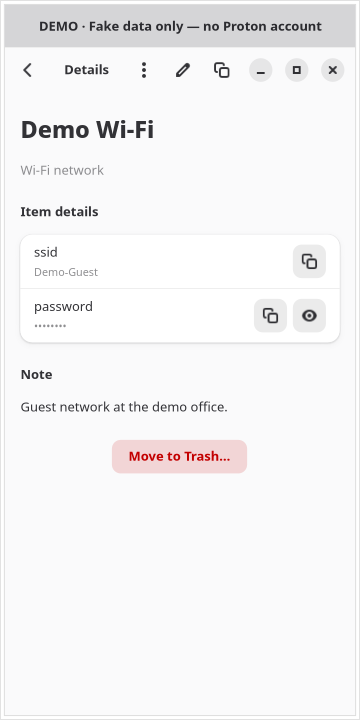 DEMO · Fake data only — no Proton account
Details
Demo Wi-Fi
Wi-Fi network
Item details
ssid
Demo-Guest
password
••••••••
Note
Guest network at the demo office.
Move to Trash...